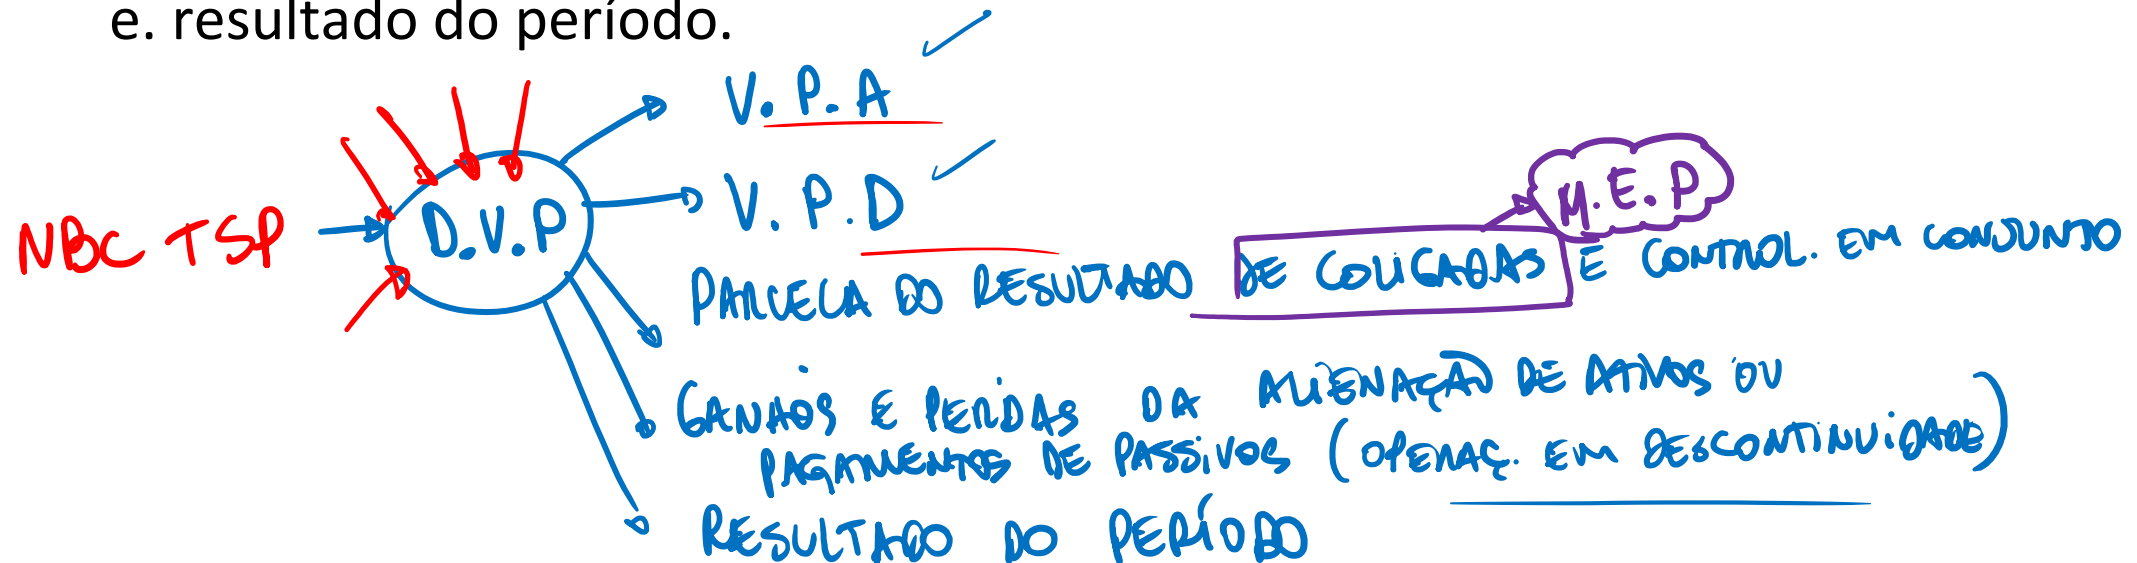 e. resultado do período.
V.P.A
V.P.D
M.E.P
NBC TSP
D.V.P
PARCELA DO RESULTADO DE COLIGADAS E CONTROL. EM CONJUNTO
GANHOS E PERDAS DA ALIENAÇÃO DE ATIVOS OU
PAGAMENTOS DE PASSIVOS (OPERAÇ. EM DESCONTINUIDADE)
RESULTADO DO PERÍODO